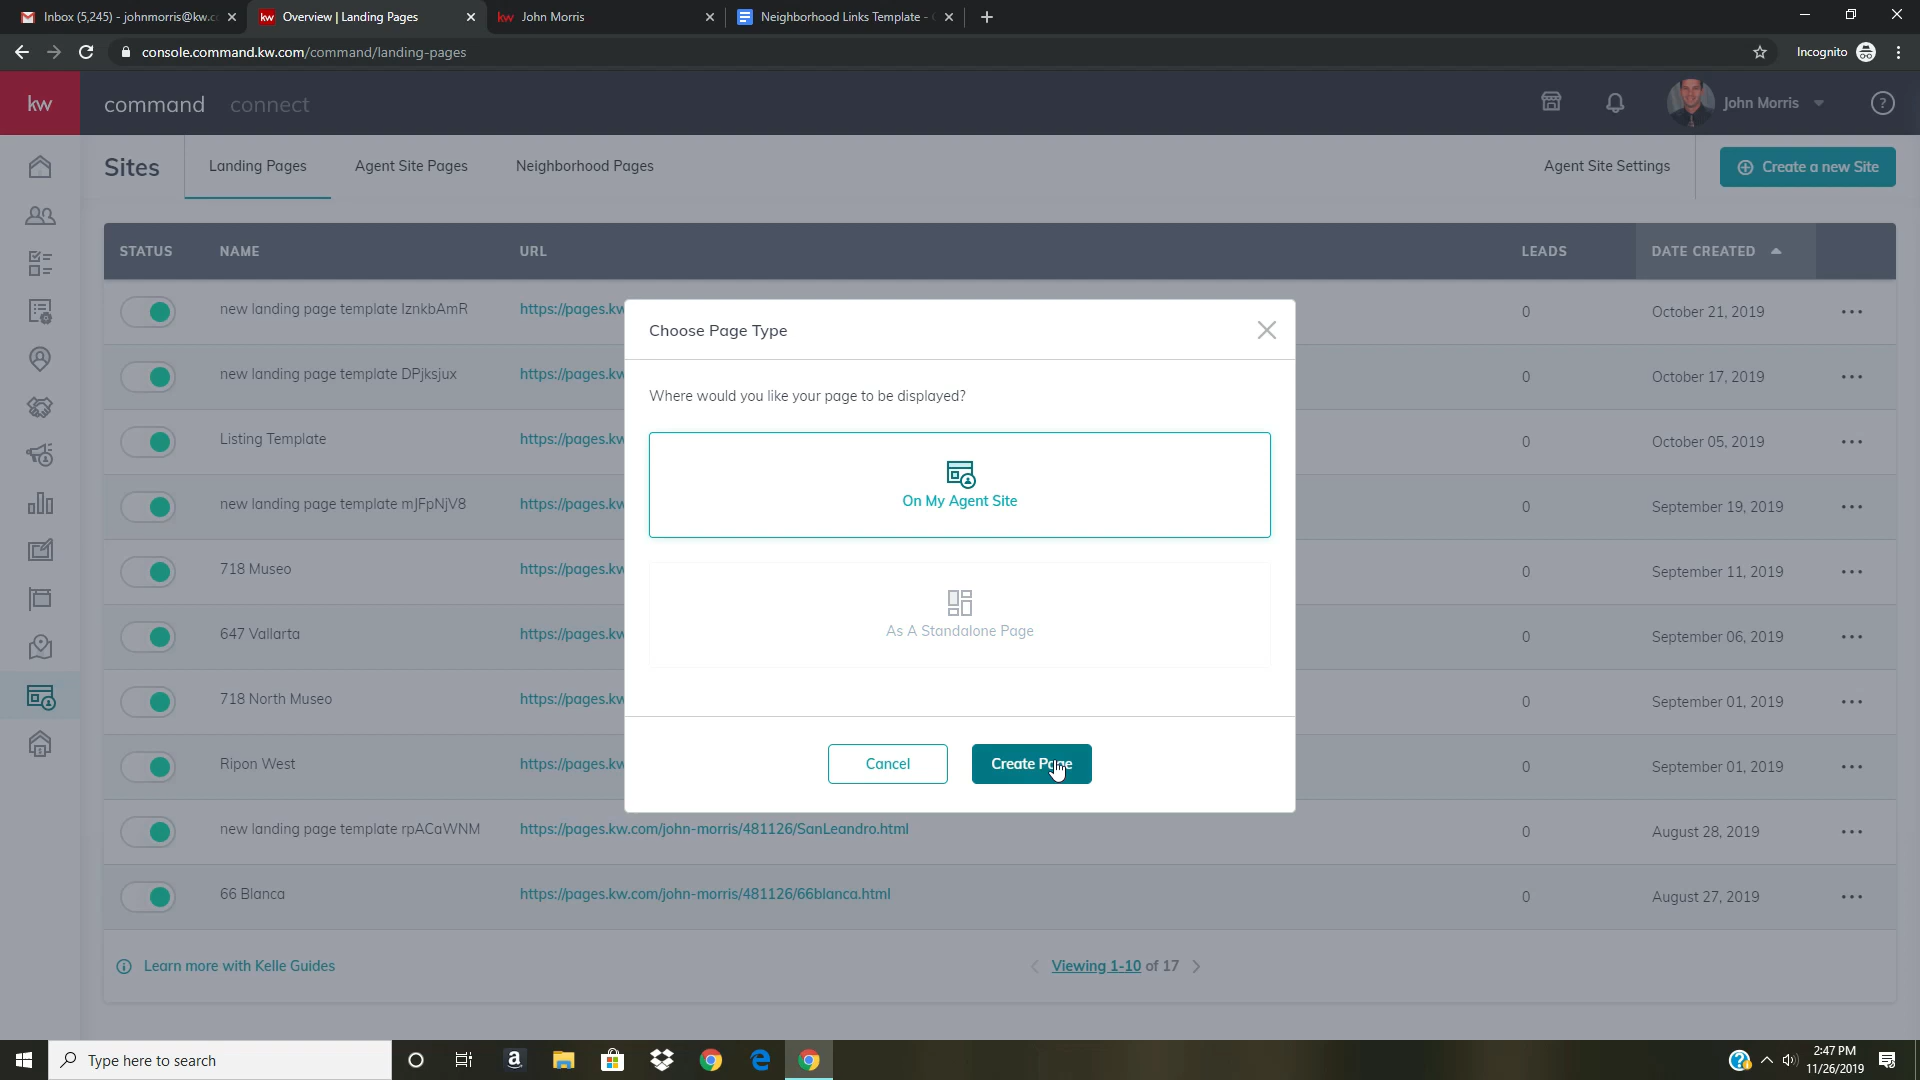 Inbox (5,245) - johnmorris@kw.c
Overview | Landing Pages
kw John Morris
Neighborhood Links Template -
console.command.kw.com/command/landing-pages
Incognito
kw
command connect
John Morris
Sites
Landing Pages
Agent Site Pages
Neighborhood Pages
Agent Site Settings
Create a new Site
STATUS NAME URL LEADS DATE CREATED
new landing page template IznkbAmR https://pages.kw 0 October 21, 2019
new landing page template DPjksjux https://pages.kw 0 October 17, 2019
Listing Template https://pages.kw 0 October 05, 2019
new landing page template mJFpNjV8 https://pages.kw 0 September 19, 2019
718 Museo https://pages.kw 0 September 11, 2019
647 Vallarta https://pages.kw 0 September 06, 2019
718 North Museo https://pages.kw 0 September 01, 2019
Ripon West https://pages.kw 0 September 01, 2019
new landing page template rpACaWNM https://pages.kw.com/john-morris/481126/SanLeandro.html 0 August 28, 2019
66 Blanca https://pages.kw.com/john-morris/481126/66blanca.html 0 August 27, 2019
Choose Page Type
Where would you like your page to be displayed?
On My Agent Site
As A Standalone Page
Cancel
Create Page
Learn more with Kelle Guides
Viewing 1-10 of 17
Type here to search
2:47 PM
11/26/2019